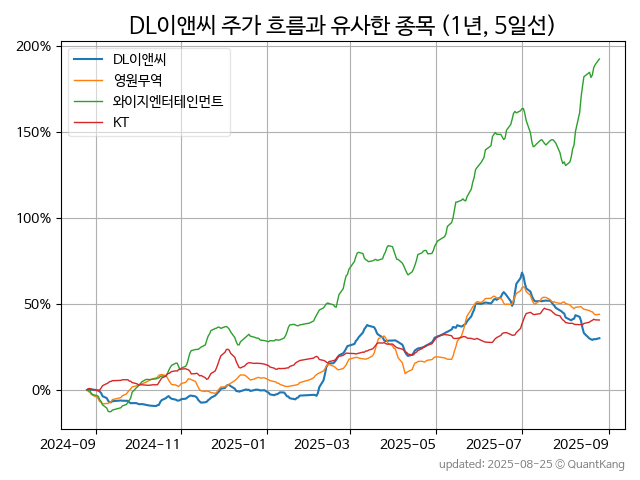 DL이앤씨 주가 흐름과 유사한 종목 (1년, 5일선)
DL이앤씨
영원무역
와이지엔터테인먼트
KT
200%
150%
100%
50%
0%
2024-09 2024-11 2025-01 2025-03 2025-05 2025-07 2025-09
updated: 2025-08-25 © QuantKang